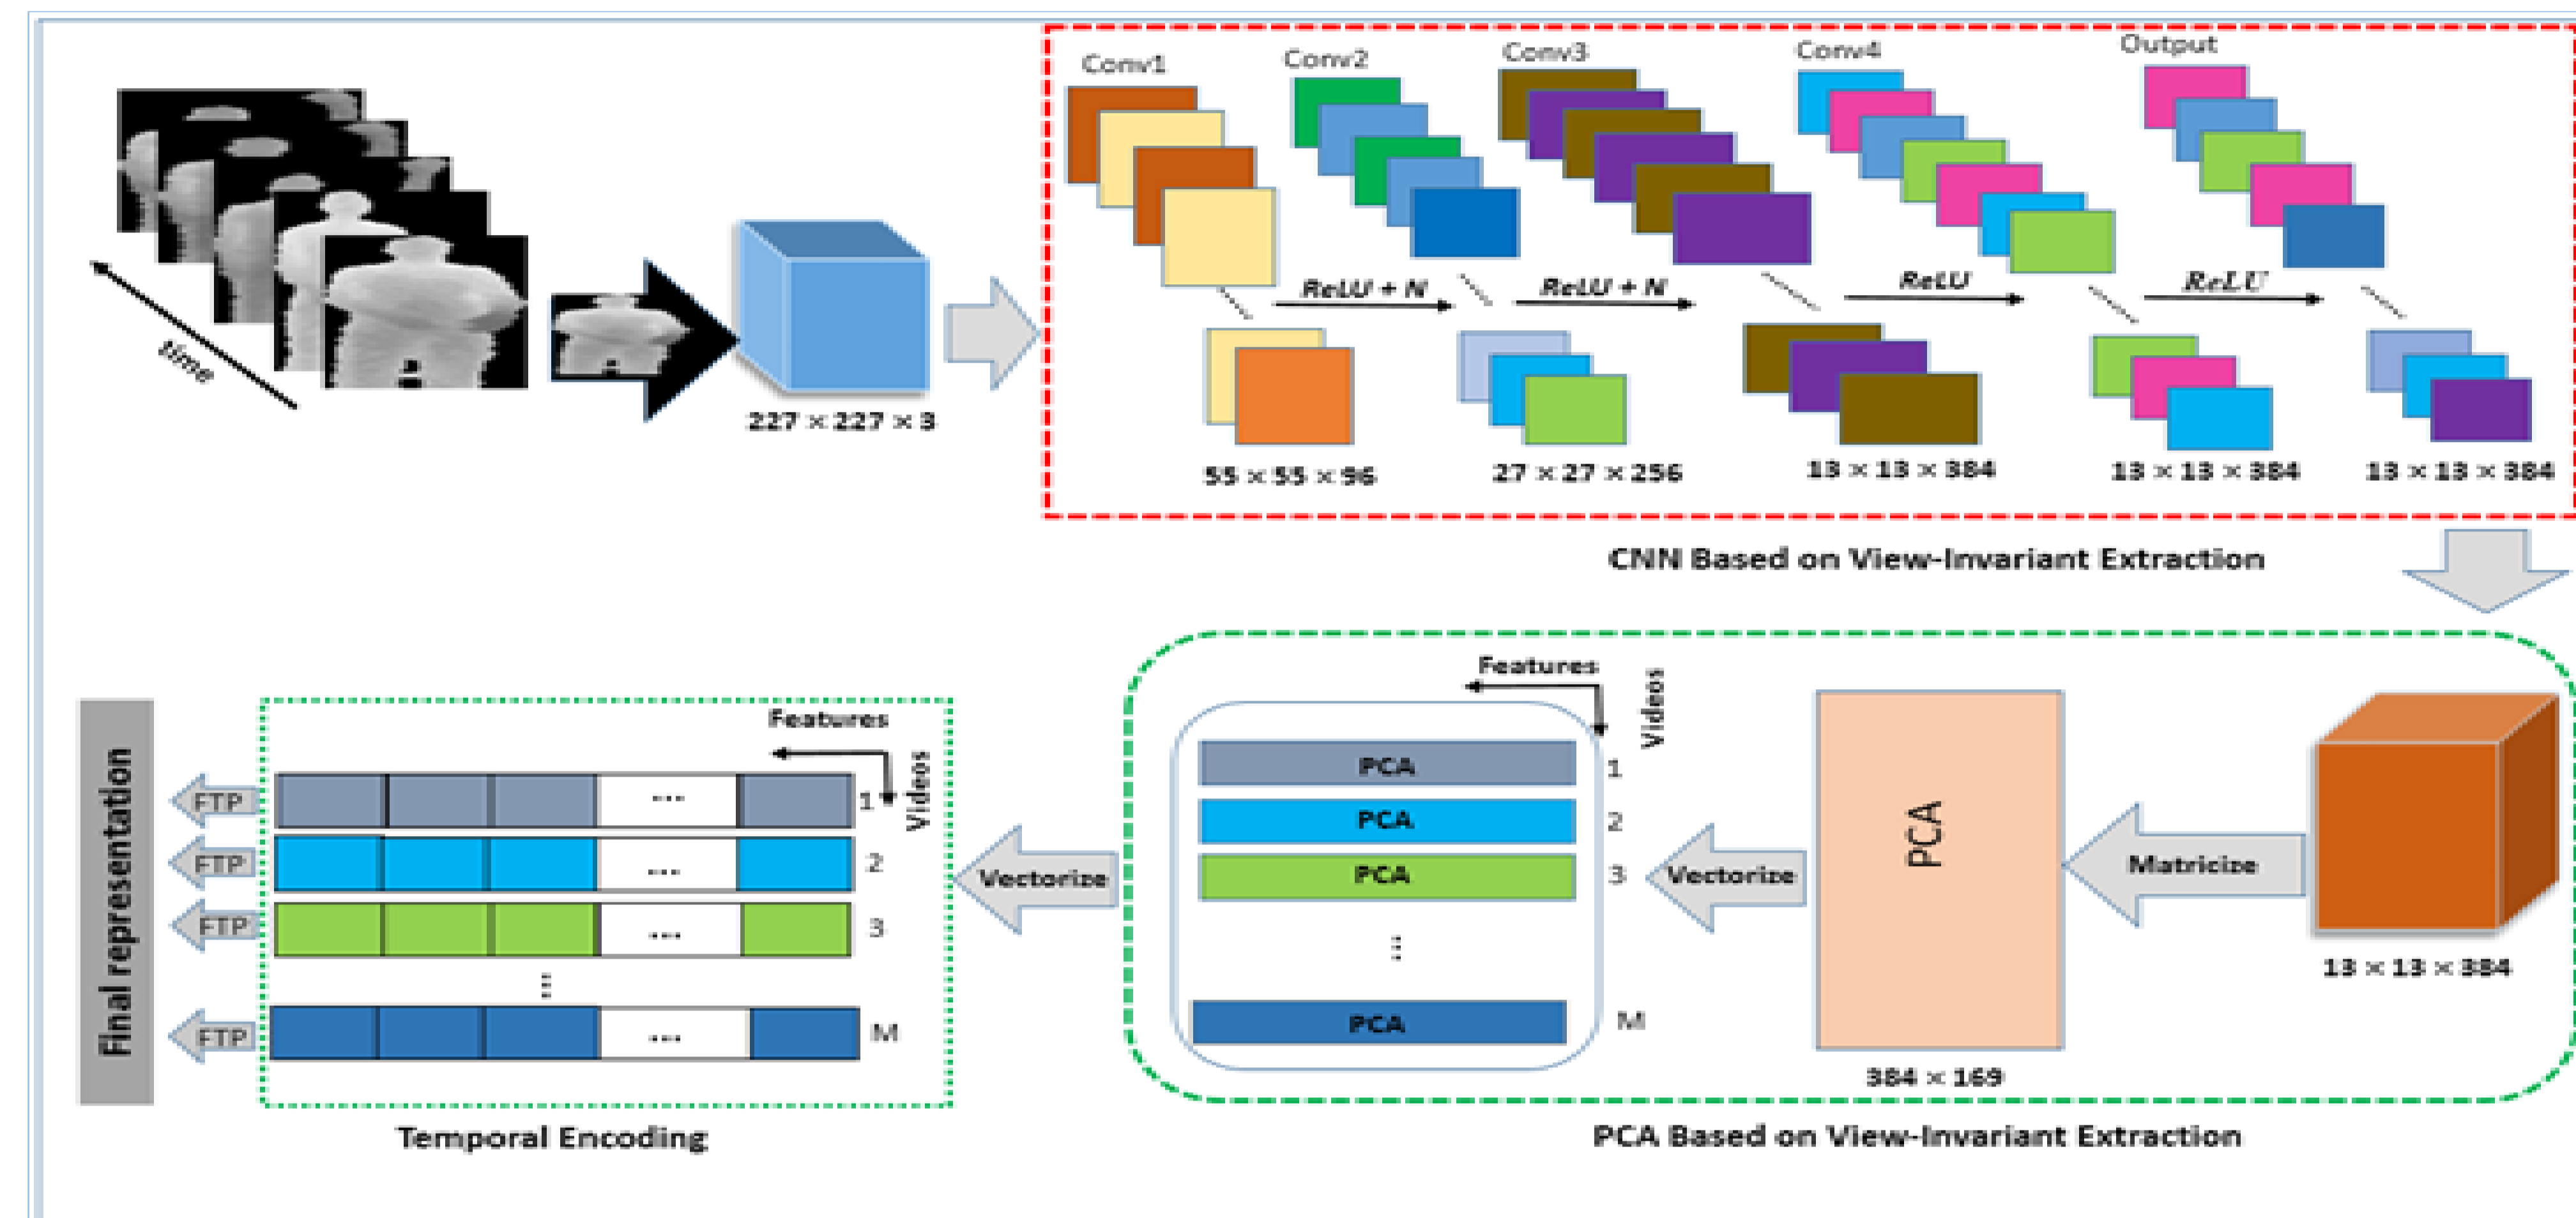 Conv1
Conv2
Conv3
Conv4
Output
ReLU + N
ReLU + N
ReLU
ReLU
time
227 × 227 × 3
55 × 55 × 96
27 × 27 × 256
13 × 13 × 384
13 × 13 × 384
13 × 13 × 384
CNN Based on View-Invariant Extraction
Features
Videos
PCA
1
PCA
2
PCA
3
⋮
PCA
M
Vectorize
PCA
384 × 169
Matricize
13 × 13 × 384
PCA Based on View-Invariant Extraction
Vectorize
Features
Videos
FTP
...
1
FTP
...
2
FTP
...
3
⋮
FTP
...
M
Temporal Encoding
Final representation